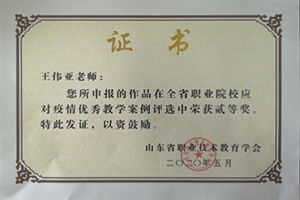 证书
王伟亚老师：
您所申报的作品在全省职业院校应
对疫情优秀教学案例评选中荣获贰等奖。
特此发证，以资鼓励。
山东省职业技术教育学会
二〇二〇年五月